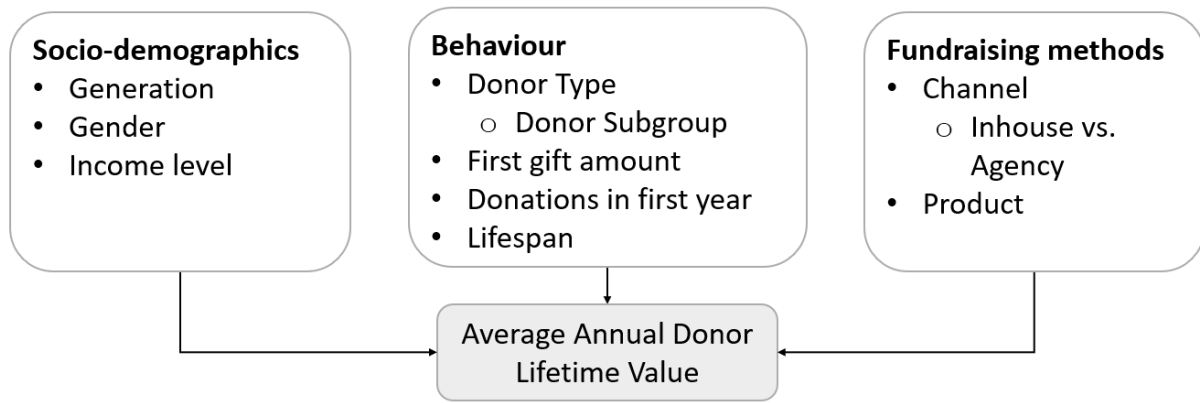 Socio-demographics
• Generation
• Gender
• Income level
Behaviour
• Donor Type
o Donor Subgroup
• First gift amount
• Donations in first year
• Lifespan
Fundraising methods
• Channel
o Inhouse vs.
Agency
• Product
Average Annual Donor
Lifetime Value